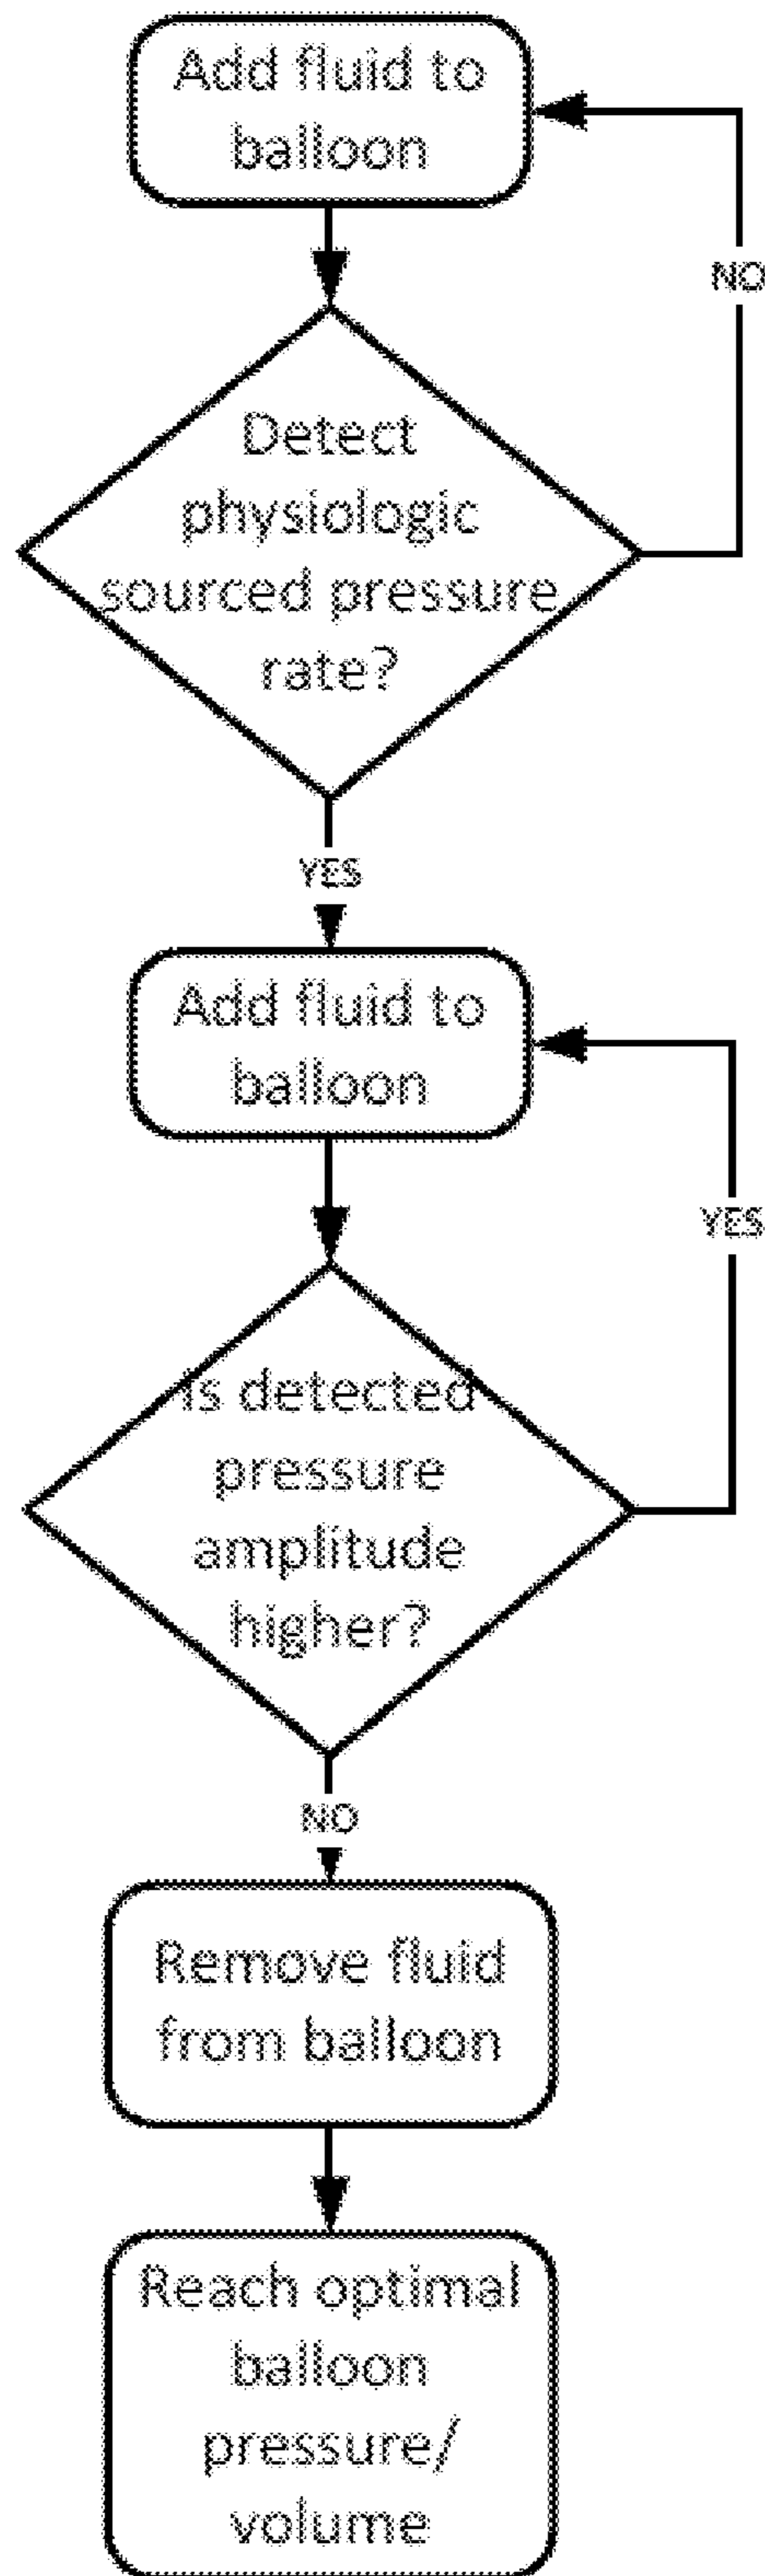 Add fluid to
balloon
NO
Detect
physiologic
sourced pressure
rate?
YES
Add fluid to
balloon
YES
Is detected
pressure
amplitude
higher?
NO
Remove fluid
from balloon
Reach optimal
balloon
pressure/
volume